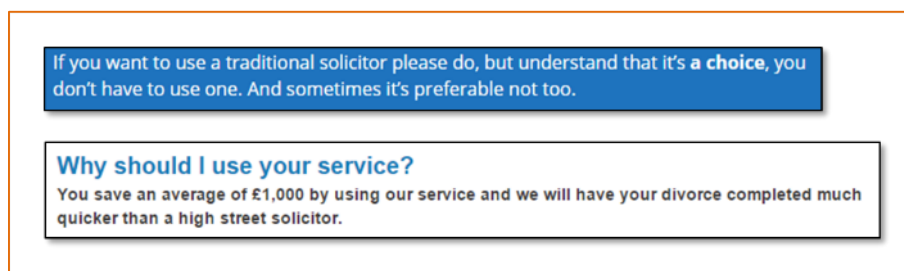 If you want to use a traditional solicitor please do, but understand that it's a choice, you
don't have to use one. And sometimes it's preferable not too.
Why should I use your service?
You save an average of £1,000 by using our service and we will have your divorce completed much
quicker than a high street solicitor.